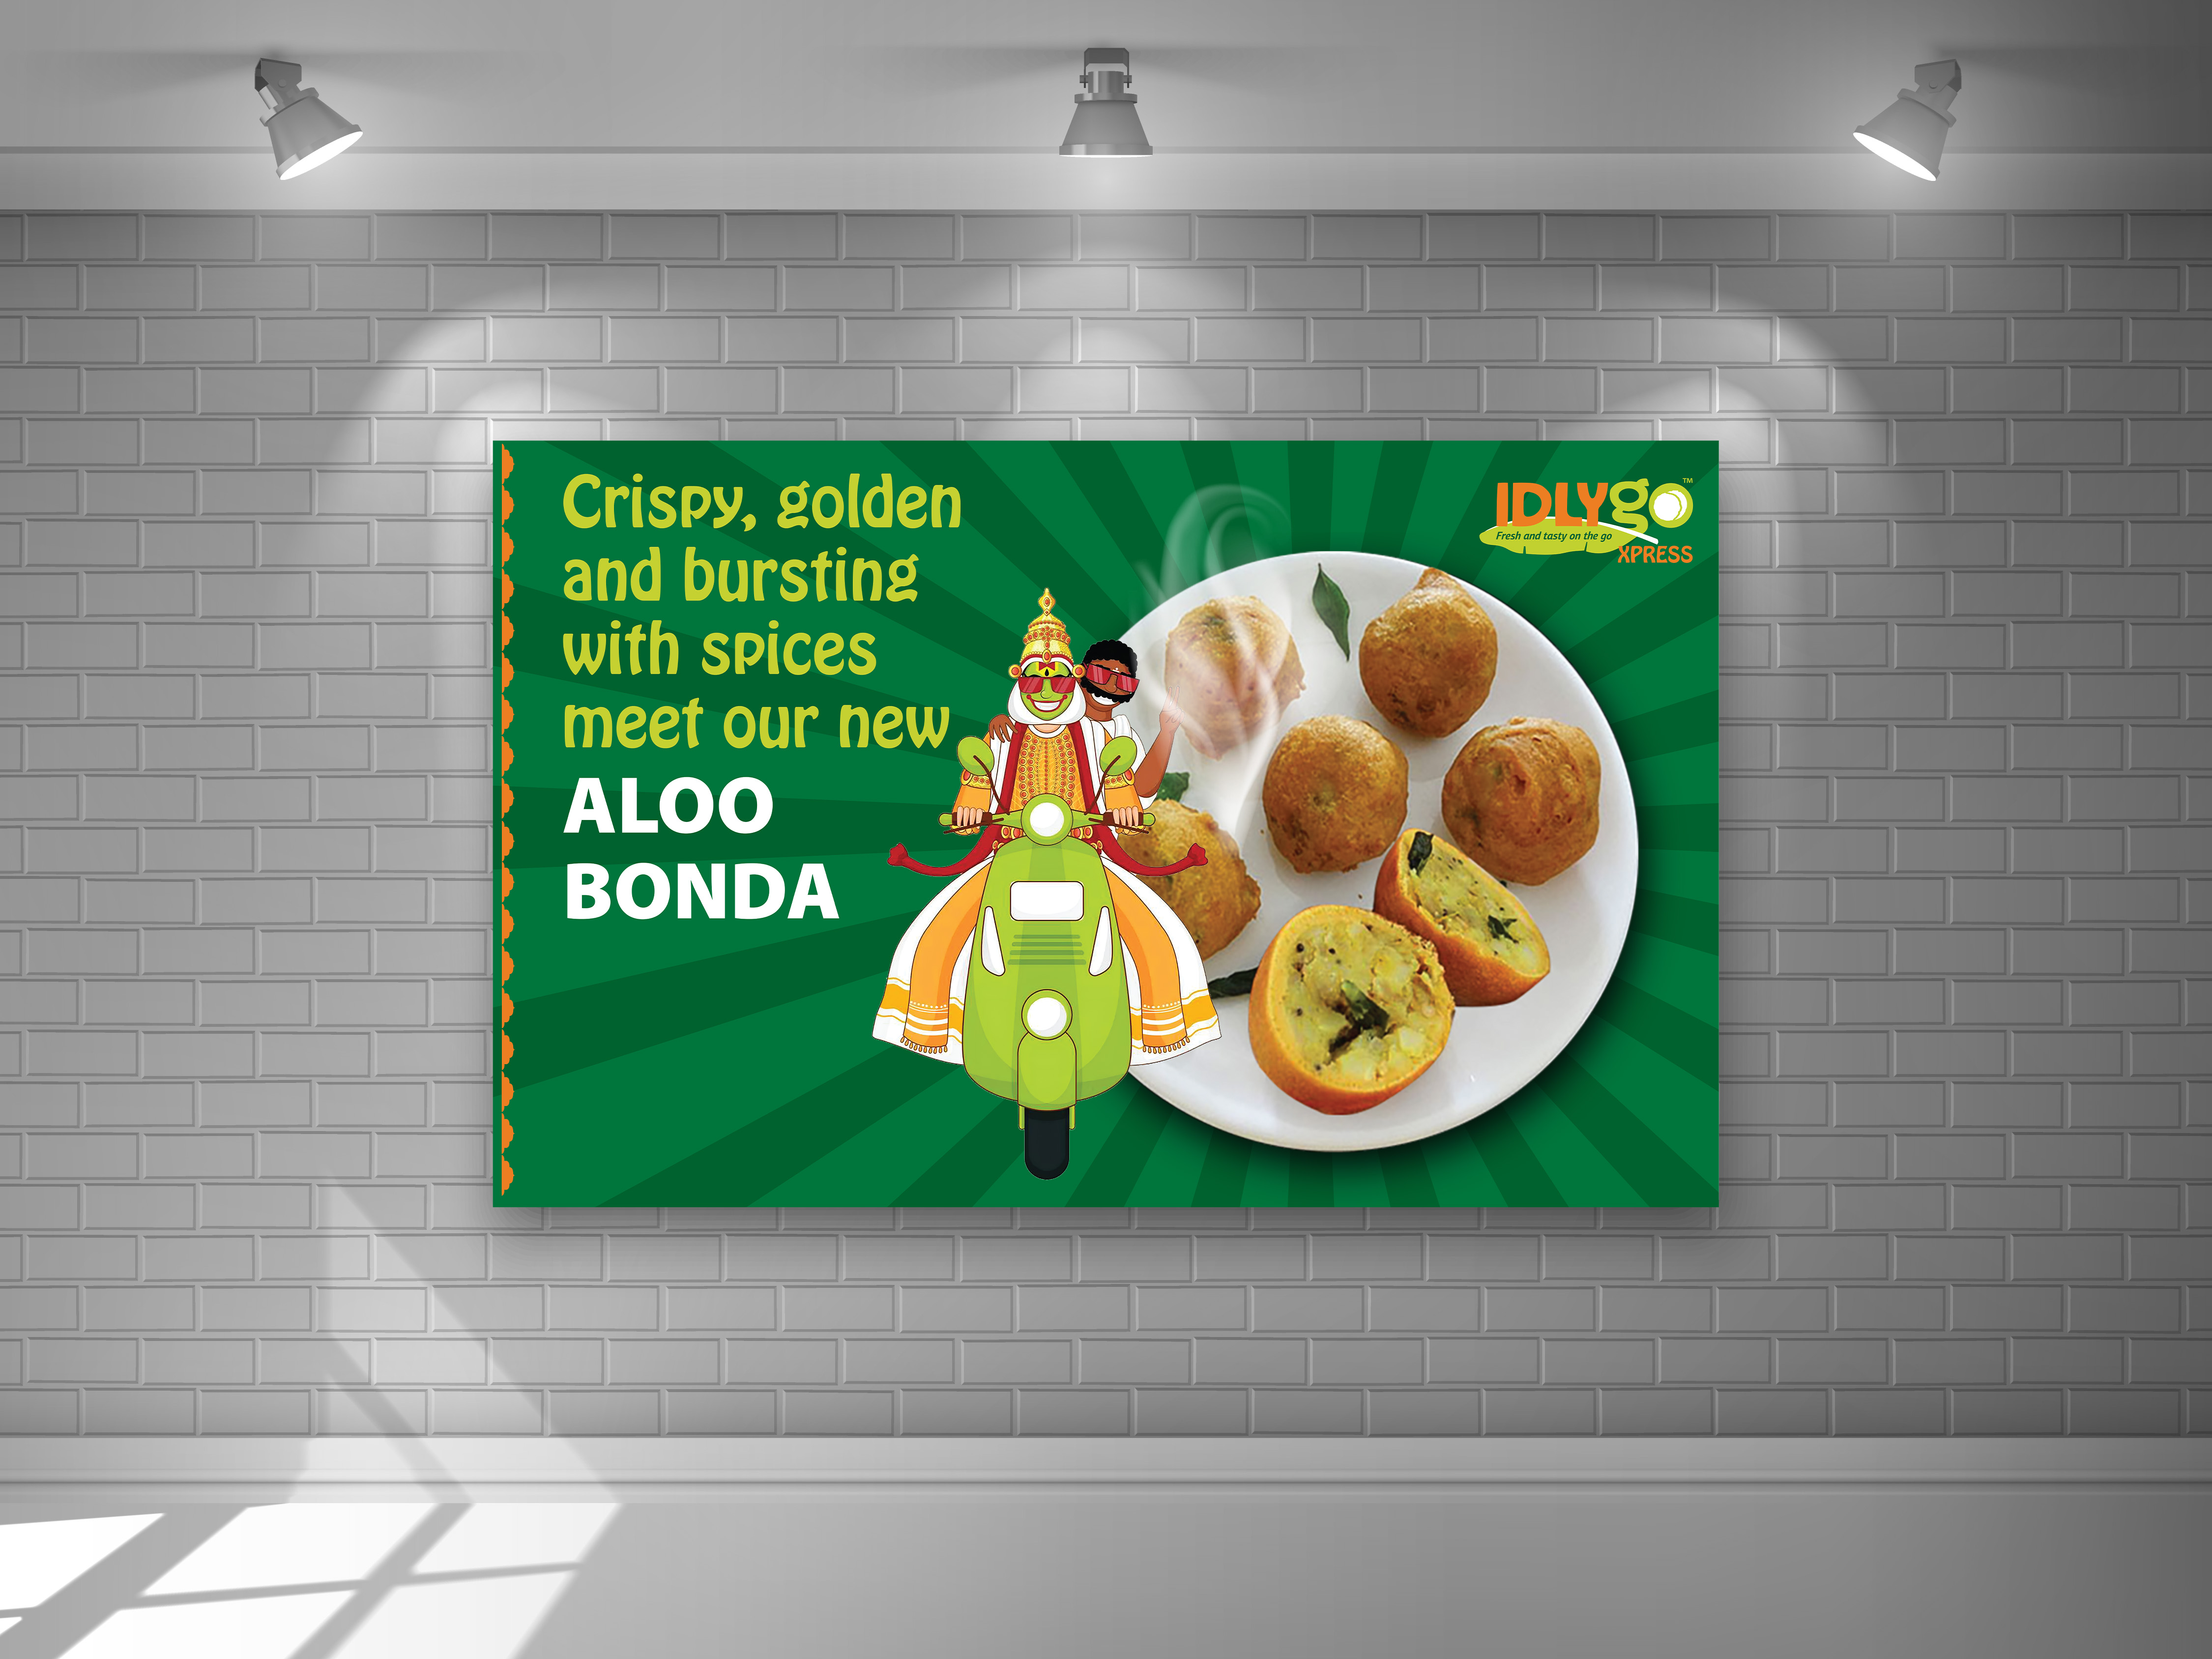 Crispy, golden
and bursting
with spices
meet our new
ALOO
BONDA
IDLYgo™
Fresh and tasty on the go
XPRESS